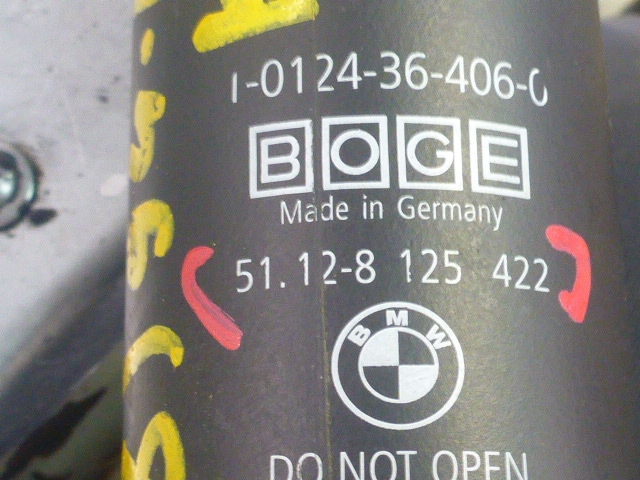 1-0124-36-406-0
BOGE
Made in Germany
51.12-8 125 422
BMW
DO NOT OPEN